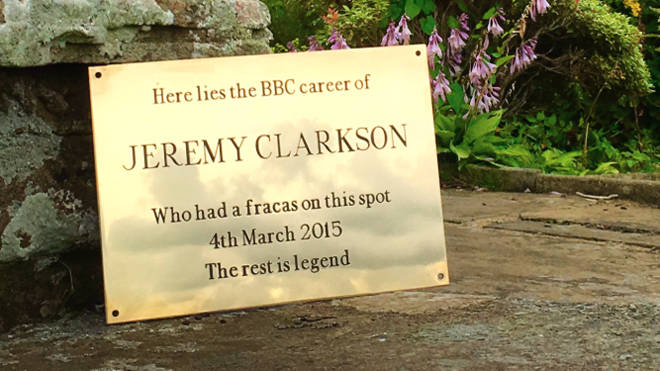 Here lies the BBC career of
JEREMY CLARKSON
Who had a fracas on this spot
4th March 2015
The rest is legend